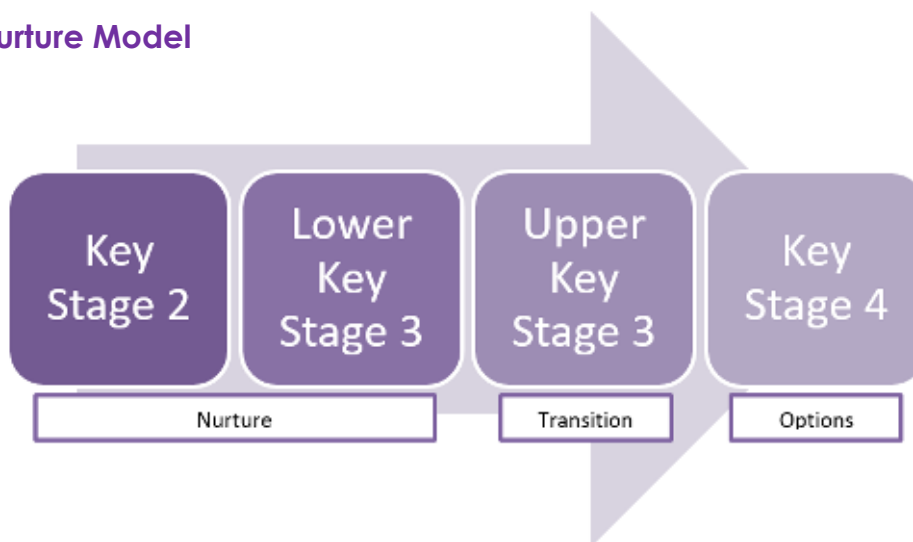 urture Model
Key
Stage 2
Lower
Key
Stage 3
Upper
Key
Stage 3
Key
Stage 4
Nurture
Transition
Options